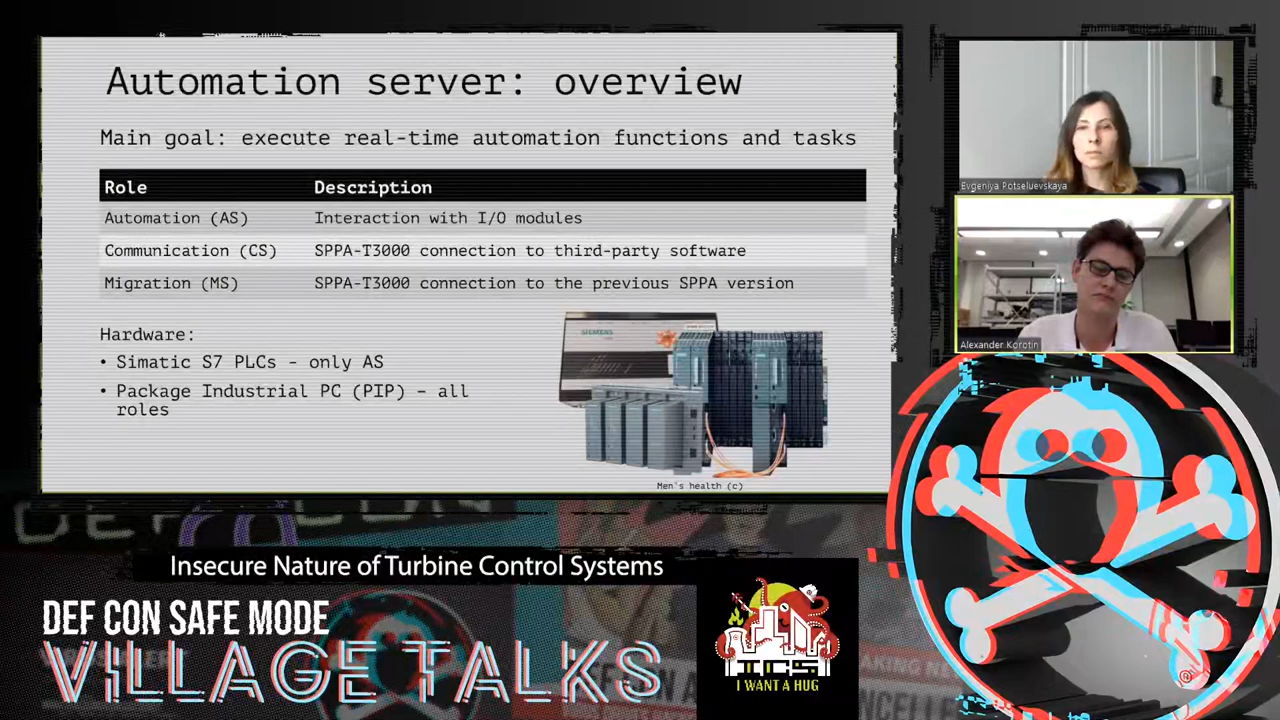 Automation server: overview
Main goal: execute real-time automation functions and tasks
Role Description
Automation (AS) Interaction with I/O modules
Communication (CS) SPPA-T3000 connection to third-party software
Migration (MS) SPPA-T3000 connection to the previous SPPA version
Hardware:
• Simatic S7 PLCs – only AS
• Package Industrial PC (PIP) – all
roles
SIEMENS
Men's health (c)
Evgeniya Potseluevskaya
Alexander Korotin
DEF CON
Insecure Nature of Turbine Control Systems
DEF CON SAFE MODE
VILLAGE TALKS
ICS
I WANT A HUG